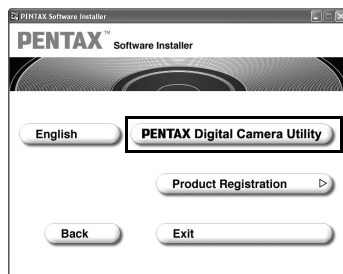 PENTAX Software Installer
PENTAX™ Software Installer
English
PENTAX Digital Camera Utility
Product Registration
Back
Exit